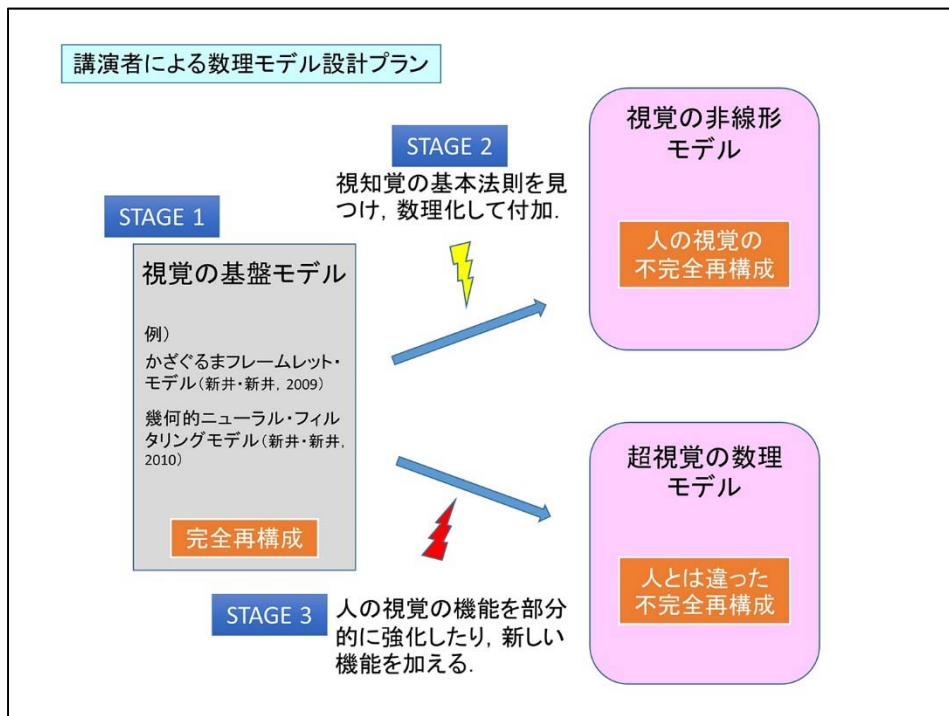 講演者による数理モデル設計プラン
STAGE 1
視覚の基盤モデル
例）
かざぐるまフレームレット・
モデル（新井・新井, 2009）
幾何的ニューラル・フィル
タリングモデル（新井・新井,
2010）
完全再構成
STAGE 2
視知覚の基本法則を見
つけ, 数理化して付加.
視覚の非線形
モデル
人の視覚の
不完全再構成
STAGE 3
人の視覚の機能を部分
的に強化したり, 新しい
機能を加える.
超視覚の数理
モデル
人とは違った
不完全再構成